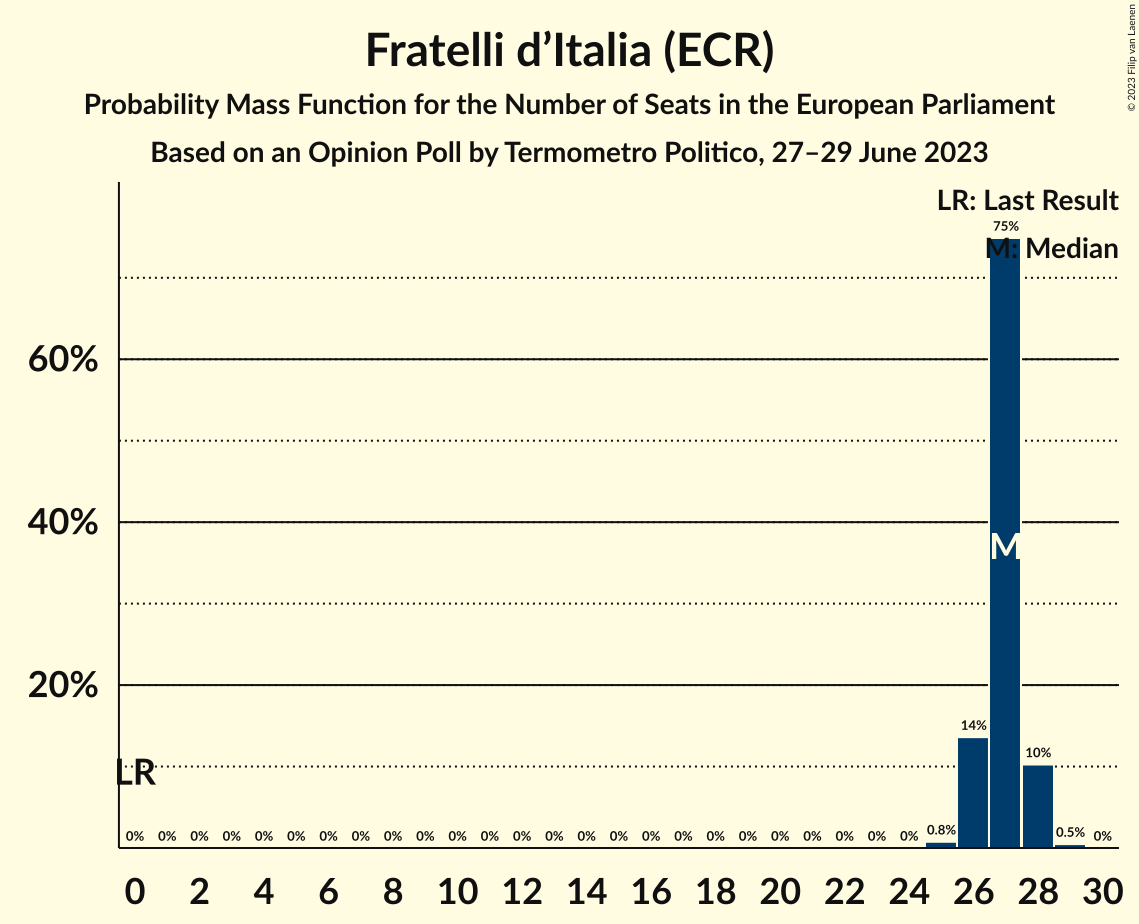 Fratelli d’Italia (ECR)
Probability Mass Function for the Number of Seats in the European Parliament
Based on an Opinion Poll by Termometro Politico, 27–29 June 2023
© 2023 Filip van Laenen
LR: Last Result
75%
M: Median
60%
40%
M
20%
14%
10%
LR
0% 0% 0% 0% 0% 0% 0% 0% 0% 0% 0% 0% 0% 0% 0% 0% 0% 0% 0% 0% 0% 0% 0% 0% 0% 0.8% 0.5% 0%
0 2 4 6 8 10 12 14 16 18 20 22 24 26 28 30